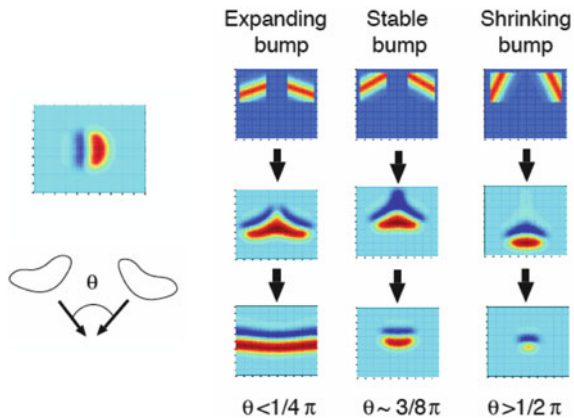 Expanding bump
Stable bump
Shrinking bump
θ
θ<1/4 π
θ~ 3/8π
θ>1/2 π